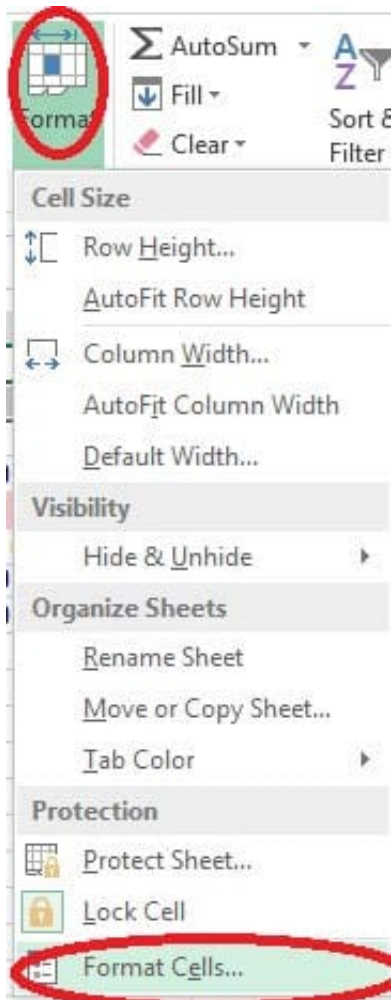 AutoSum
Fill
Clear
Format
A
Z
Sort &
Filter
Cell Size
Row Height...
AutoFit Row Height
Column Width...
AutoFit Column Width
Default Width...
Visibility
Hide & Unhide
Organize Sheets
Rename Sheet
Move or Copy Sheet...
Tab Color
Protection
Protect Sheet...
Lock Cell
Format Cells...